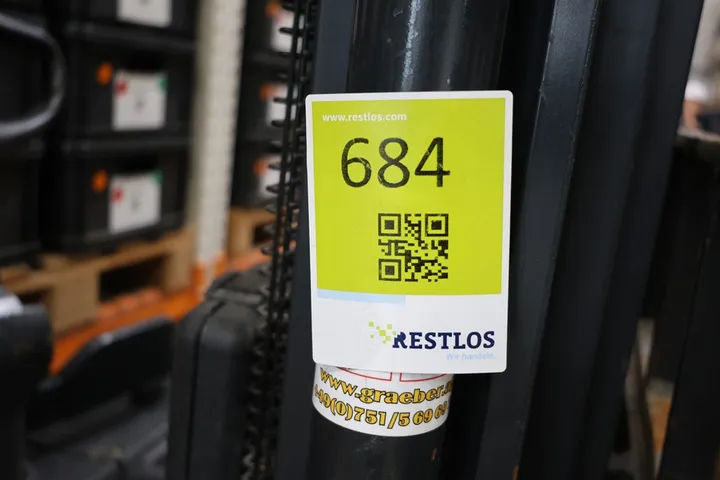 www.restlos.com
684
RESTLOS
Wir handeln.
www.graeber.
49(0)751/5 69 6